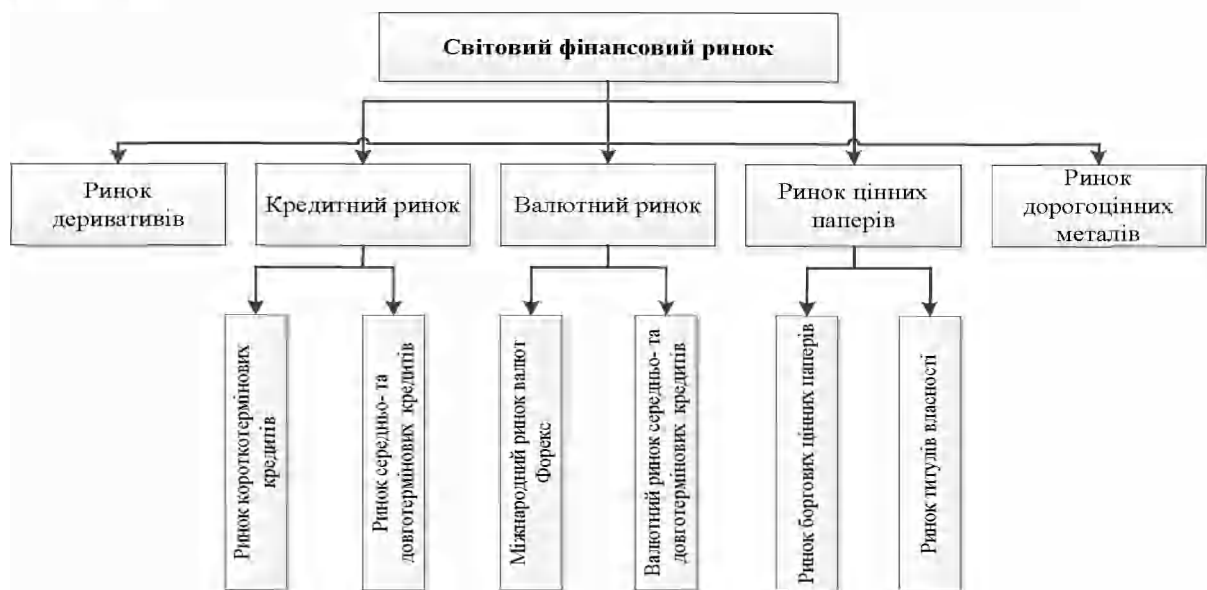 Світовий фінансовий ринок
Ринок
деривативів
Кредитний ринок
Валютний ринок
Ринок цінних
паперів
Ринок
дорогоцінних
металів
Ринок короткотермінових
кредитів
Ринок середньо- та
довготермінових кредитів
Міжнародний ринок валют
Форекс
Валютний ринок середньо- та
довготермінових кредитів
Ринок боргових цінних паперів
Ринок титулів власності